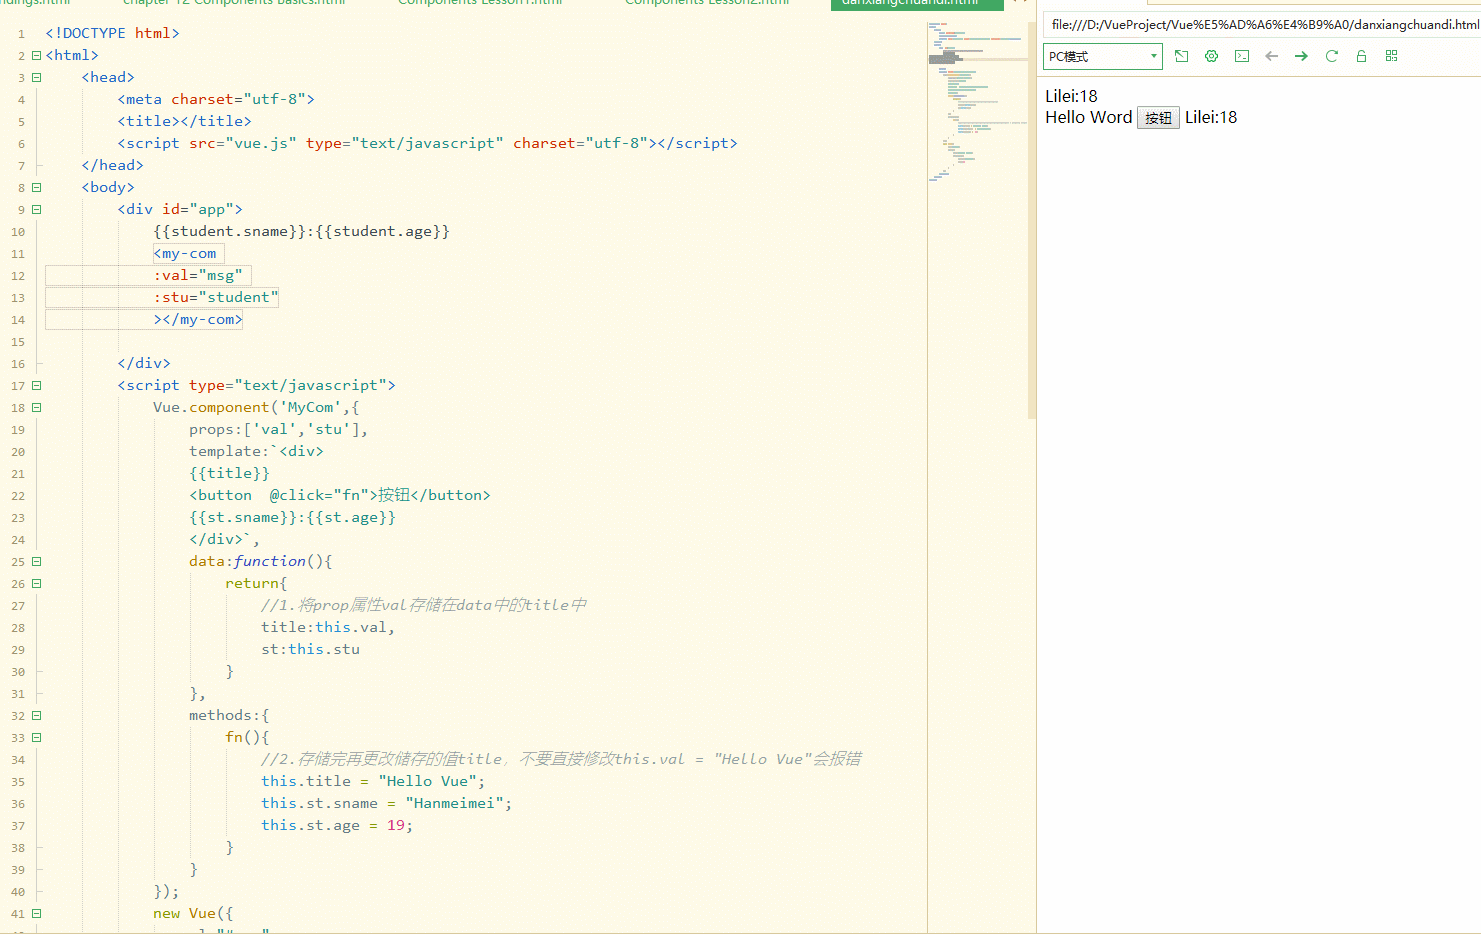 chapter 12 Components Basics.html
Components Lesson1.html
Components Lesson2.html
danxiangchuandi.html
1 <!DOCTYPE html>
2 <html>
3 <head>
4 <meta charset="utf-8">
5 <title></title>
6 <script src="vue.js" type="text/javascript" charset="utf-8"></script>
7 </head>
8 <body>
9 <div id="app">
10 {{student.sname}}:{{student.age}}
11 <my-com
12 :val="msg"
13 :stu="student"
14 ></my-com>
15
16 </div>
17 <script type="text/javascript">
18 Vue.component('MyCom',{
19 props:['val','stu'],
20 template:`<div>
21 {{title}}
22 <button  @click="fn">按钮</button>
23 {{st.sname}}:{{st.age}}
24 </div>`,
25 data:function(){
26 return{
27 //1.将prop属性val存储在data中的title中
28 title:this.val,
29 st:this.stu
30 }
31 },
32 methods:{
33 fn(){
34 //2.存储完再更改储存的值title，不要直接修改this.val = "Hello Vue"会报错
35 this.title = "Hello Vue";
36 this.st.sname = "Hanmeimei";
37 this.st.age = 19;
38 }
39 }
40 });
41 new Vue({
file:///D:/VueProject/Vue%E5%AD%A6%E4%B9%A0/danxiangchuandi.html
PC模式
Lilei:18
Hello Word 按钮 Lilei:18